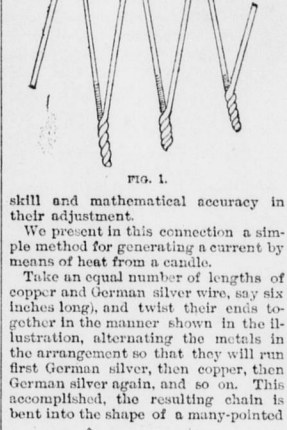 FIG. 1.
skill and mathematical accuracy in
their adjustment.
We present in this connection a sim-
ple method for generating a current by
means of heat from a candle.
Take an equal number of lengths of
copper and German silver wire, say six
inches long), and twist their ends to-
gether in the manner shown in the il-
lustration, alternating the metals in
the arrangement so that they will run
first German silver, then copper, then
German silver again, and so on. This
accomplished, the resulting chain is
bent into the shape of a many-pointed